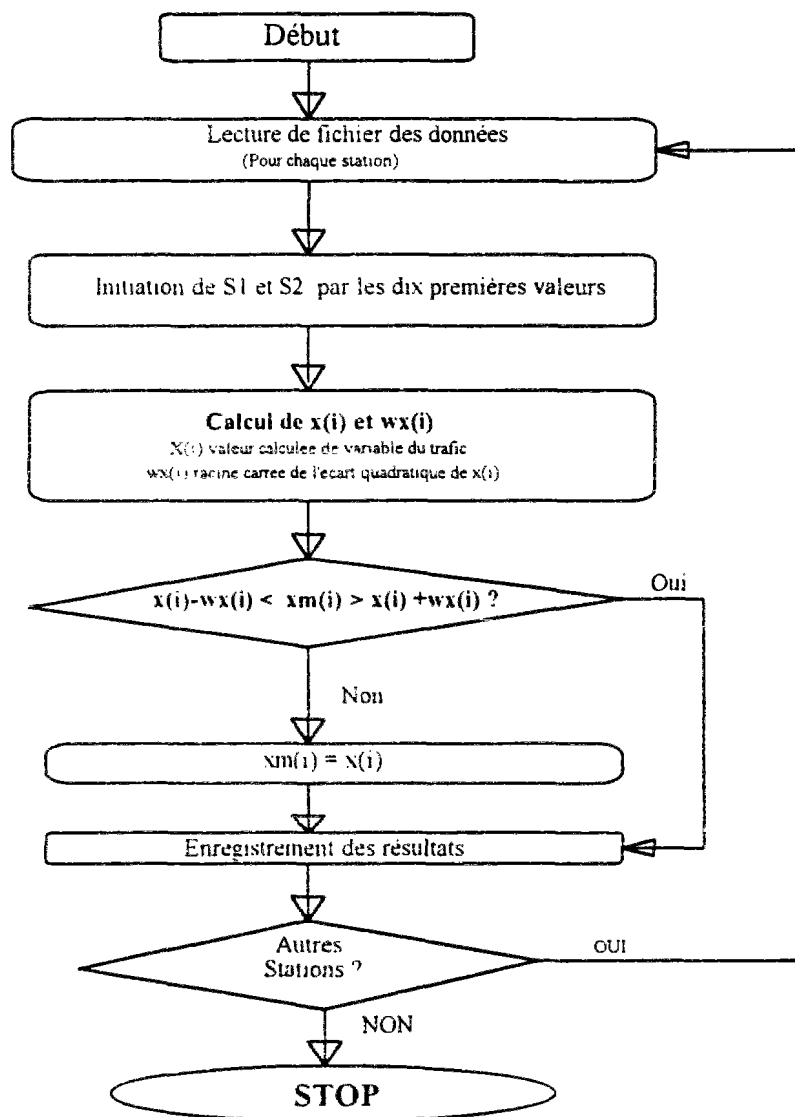 Début
Lecture de fichier des données
(Pour chaque station)
Initiation de S1 et S2 par les dix premières valeurs
Calcul de x(i) et wx(i)
X(i) valeur calculee de variable du trafic
wx(i) racine carree de l'ecart quadratique de x(i)
x(i)-wx(i) < xm(i) > x(i) +wx(i) ?
Oui
Non
xm(i) = x(i)
Enregistrement des résultats
Autres
Stations ?
OUI
NON
STOP